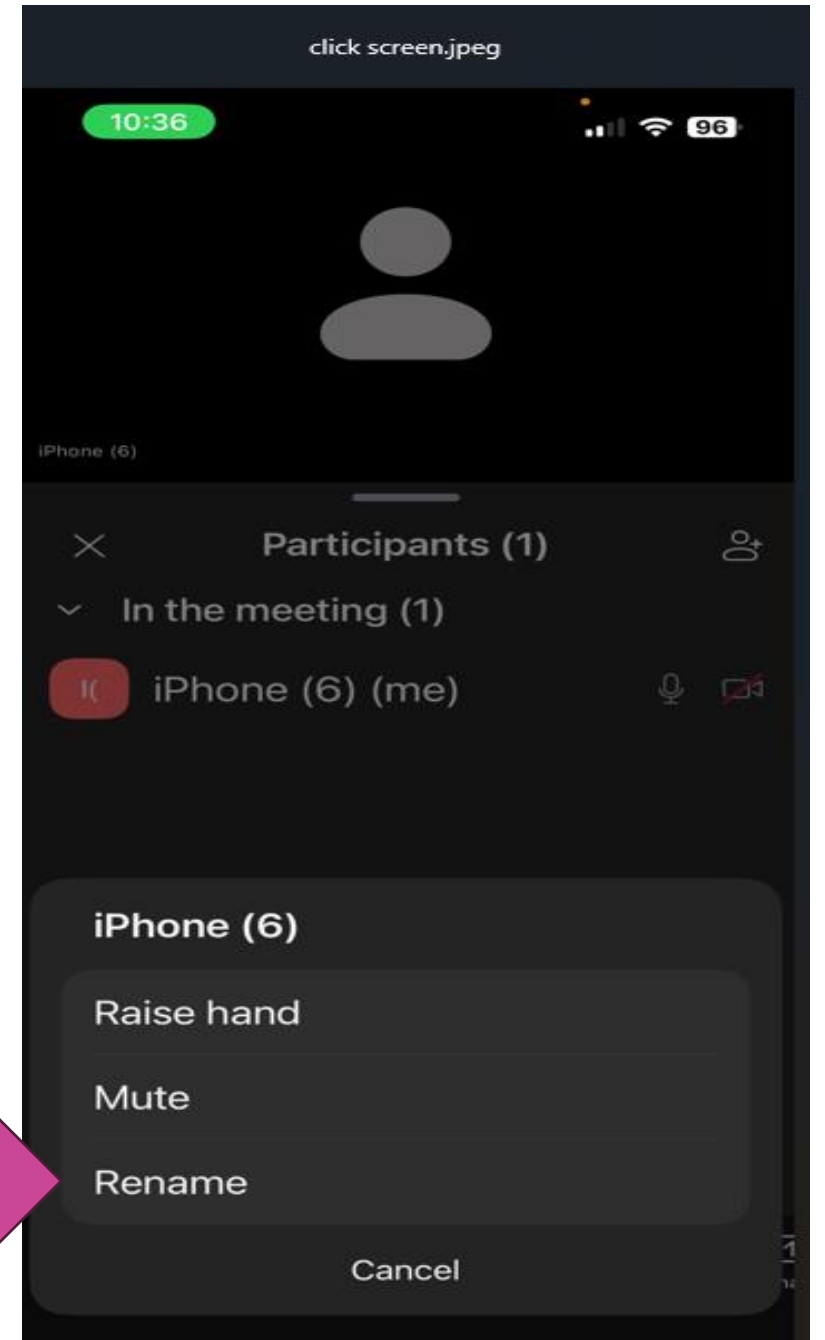 click screen.jpeg
10:36
96
iPhone (6)
Participants (1)
In the meeting (1)
I( iPhone (6) (me)
iPhone (6)
Raise hand
Mute
Rename
Cancel